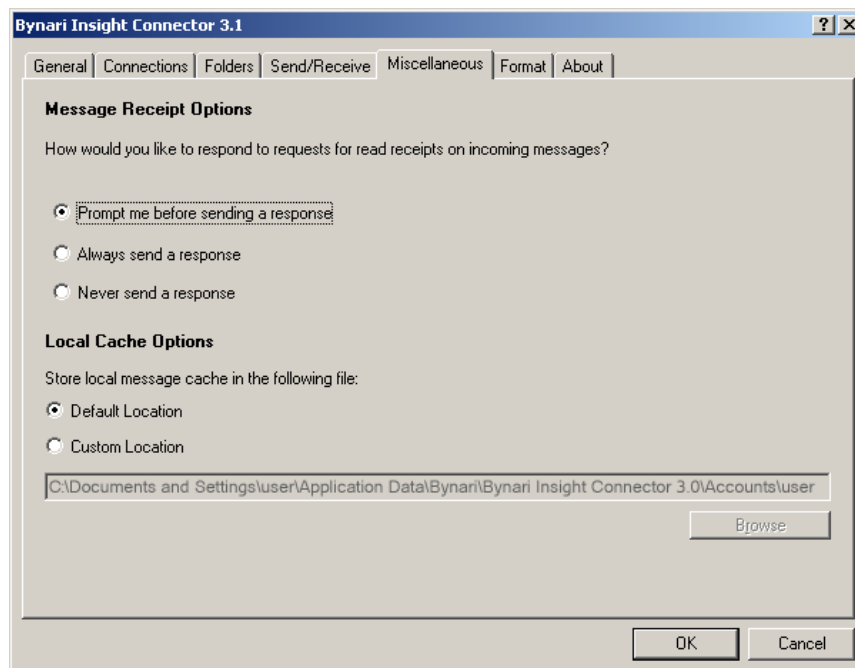 Bynari Insight Connector 3.1
General Connections Folders Send/Receive Miscellaneous Format About
Message Receipt Options
How would you like to respond to requests for read receipts on incoming messages?
Prompt me before sending a response
Always send a response
Never send a response
Local Cache Options
Store local message cache in the following file:
Default Location
Custom Location
C:\Documents and Settings\user\Application Data\Bynari\Bynari Insight Connector 3.0\Accounts\user
Browse
OK Cancel